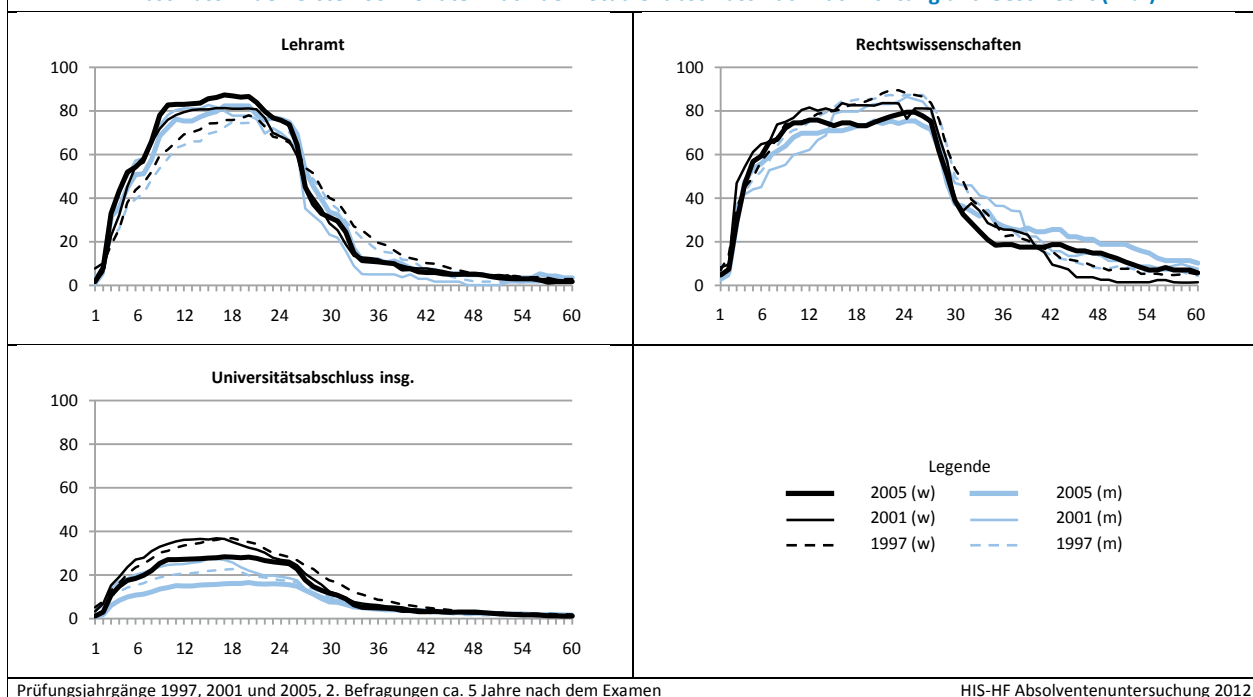 Lehramt
100
80
60
40
20
0
1 6 12 18 24 30 36 42 48 54 60
Rechtswissenschaften
100
80
60
40
20
0
1 6 12 18 24 30 36 42 48 54 60
Universitätsabschluss insg.
100
80
60
40
20
0
1 6 12 18 24 30 36 42 48 54 60
Legende
2005 (w) 2005 (m)
2001 (w) 2001 (m)
1997 (w) 1997 (m)
Prüfungsjahrgänge 1997, 2001 und 2005, 2. Befragungen ca. 5 Jahre nach dem Examen HIS-HF Absolventenuntersuchung 2012